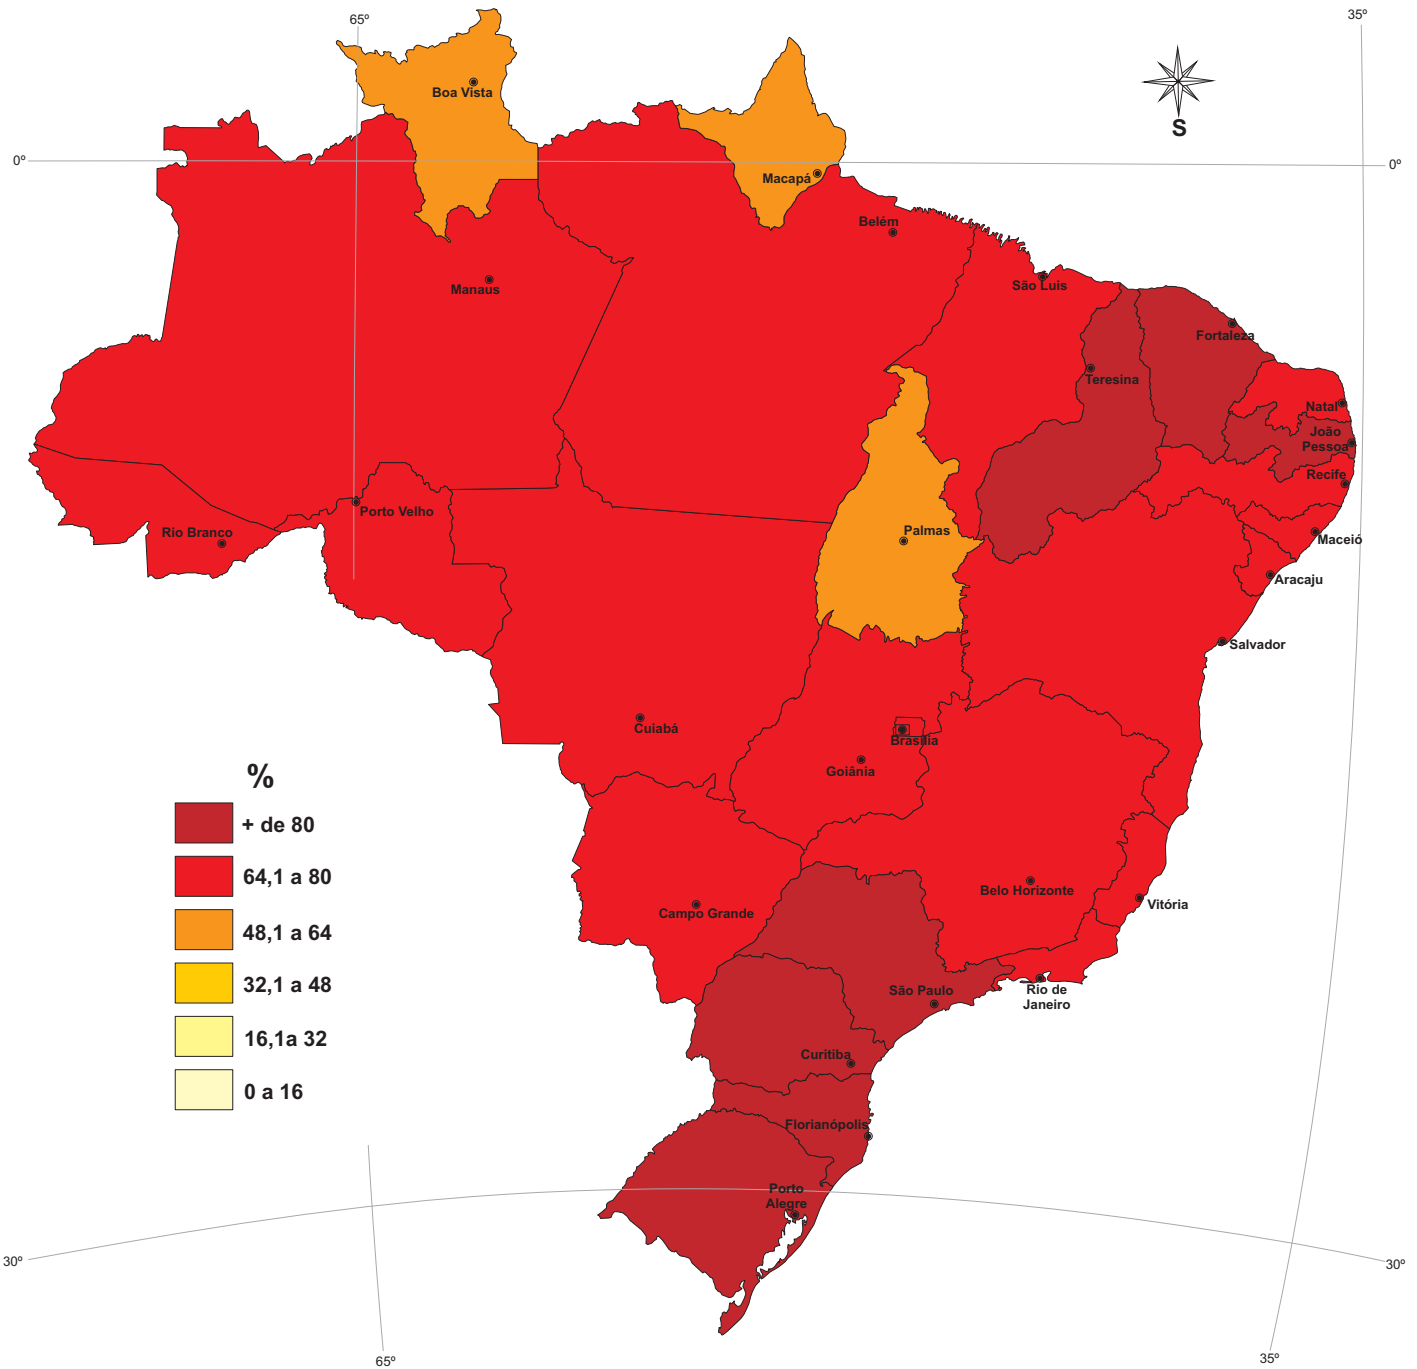 65º
35º
Boa Vista
S
0º
0º
Macapá
Belém
São Luis
Manaus
Fortaleza
Teresina
Natal
João
Pessoa
Recife
Porto Velho
Rio Branco
Palmas
Maceió
Aracaju
Salvador
Cuiabá
Brasília
Goiânia
%
+ de 80
64,1 a 80
48,1 a 64
32,1 a 48
16,1a 32
0 a 16
Belo Horizonte
Vitória
Campo Grande
São Paulo
Rio de
Janeiro
Curitiba
Florianópolis
Porto
Alegre
30º
30º
65º
35º